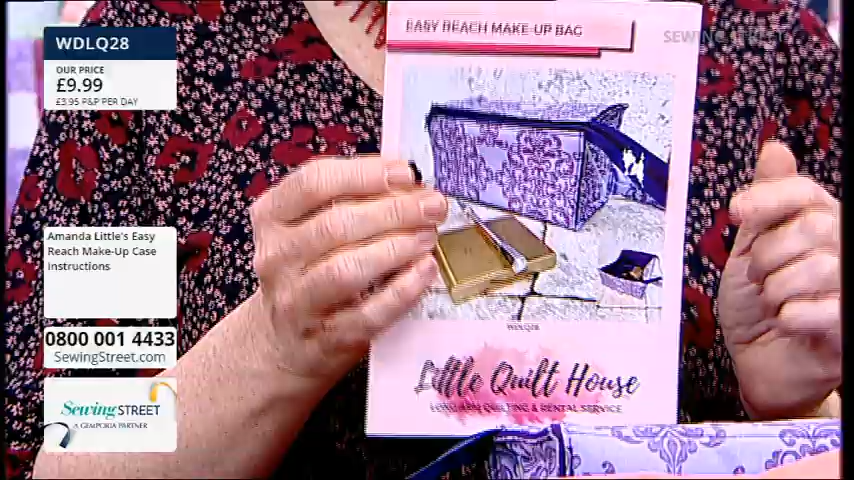 WDLQ28
OUR PRICE
£9.99
£3.95 P&P PER DAY
Amanda Little's Easy
Reach Make-Up Case
Instructions
0800 001 4433
SewingStreet.com
Sewing STREET
A GEMPORIA PARTNER
EASY REACH MAKE-UP BAG
SEWING STREET
WDLQ28
Little Quilt House
LONG ARM QUILTING & RENTAL SERVICE